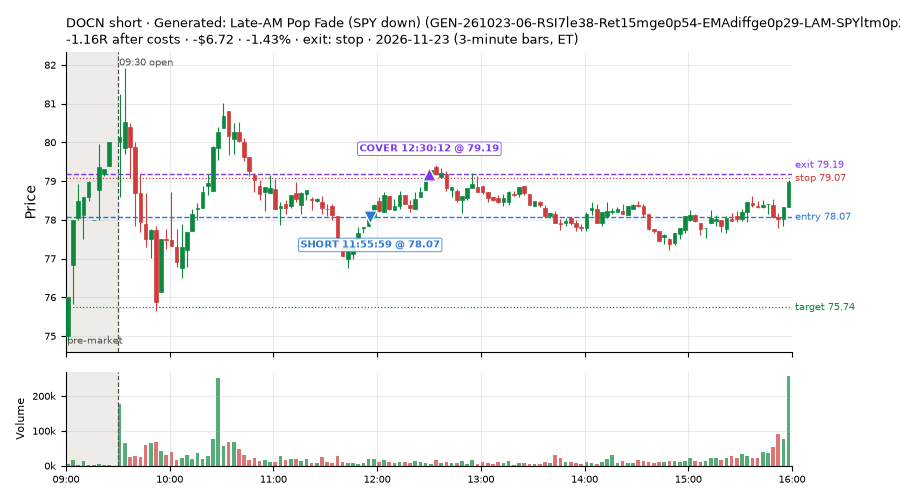 DOCN short · Generated: Late-AM Pop Fade (SPY down) (GEN-261023-06-RSI7le38-Ret15mge0p54-EMAdiffge0p29-LAM-SPYltm0p
-1.16R after costs · -$6.72 · -1.43% · exit: stop · 2026-11-23 (3-minute bars, ET)
82
09:30 open
81
80
COVER 12:30:12 @ 79.19
exit 79.19
79
stop 79.07
Price
78
entry 78.07
SHORT 11:55:59 @ 78.07
77
76
target 75.74
75
pre-market
Volume
200k
100k
0k
09:00 10:00 11:00 12:00 13:00 14:00 15:00 16:00